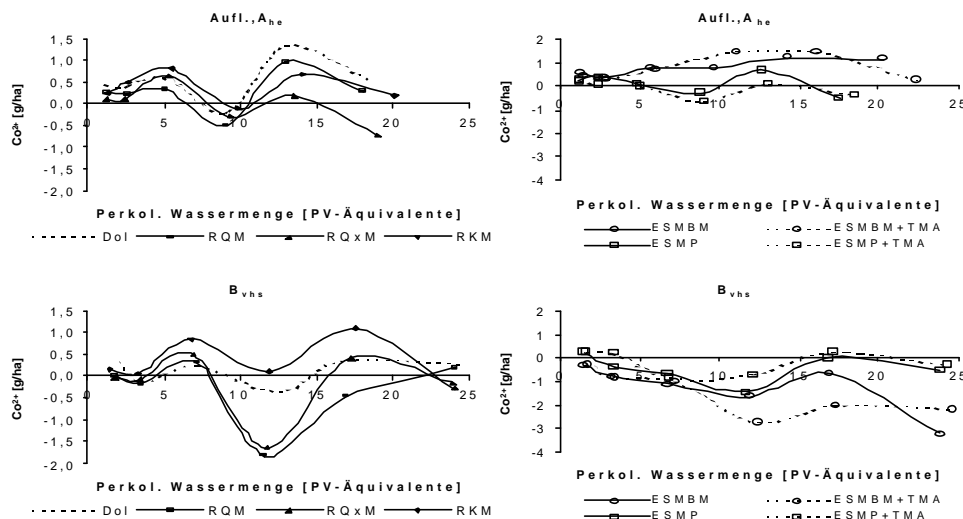 Aufl., Ahe
Co²⁺ [g/ha]
1,5
1,0
0,5
0,0
-0,5
-1,0
-1,5
-2,0
0 5 10 15 20 25
Perkol. Wassermenge [PV-Äquivalente]
Dol RQM RQxM RKM
Co²⁺ [g/ha]
2
1
0
-1
-2
-3
-4
0 5 10 15 20 25
Perkol. Wassermenge [PV-Äquivalente]
ESMBM ESMBM+TMA
ESMP ESMP+TMA
Bvhs
Co²⁺ [g/ha]
1,5
1,0
0,5
0,0
-0,5
-1,0
-1,5
-2,0
0 5 10 15 20 25
Perkol. Wassermenge [PV-Äquivalente]
Dol RQM RQxM RKM
Bvhs
Co²⁺ [g/ha]
2
1
0
-1
-2
-3
-4
0 5 10 15 20 25
Perkol. Wassermenge [PV-Äquivalente]
ESMBM ESMBM+TMA
ESMP ESMP+TMA